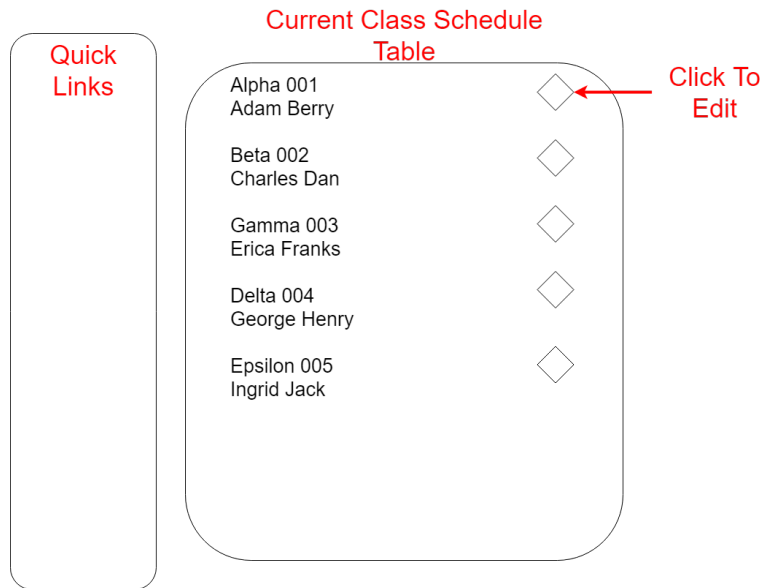 Quick
Links
Current Class Schedule
Table
Click To
Edit
Alpha 001
Adam Berry
Beta 002
Charles Dan
Gamma 003
Erica Franks
Delta 004
George Henry
Epsilon 005
Ingrid Jack